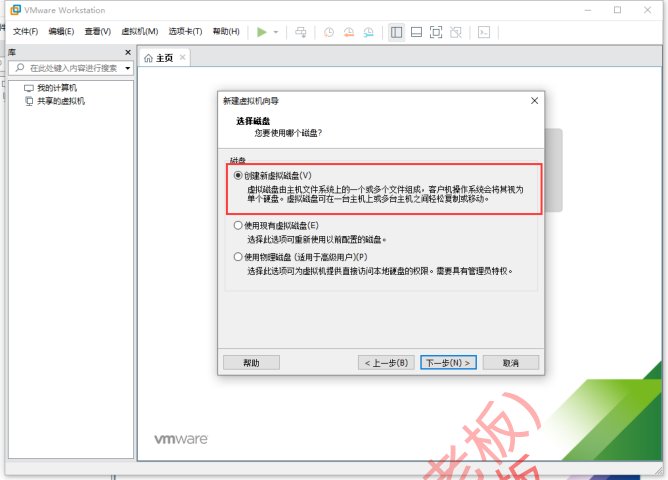 VMware Workstation
文件(F) 编辑(E) 查看(V) 虚拟机(M) 选项卡(T) 帮助(H)
库
在此处键入内容进行搜索
我的计算机
共享的虚拟机
主页
新建虚拟机向导
选择磁盘
您要使用哪个磁盘?
磁盘
创建新虚拟磁盘(V)
虚拟磁盘由主机文件系统上的一个或多个文件组成，客户机操作系统会将其视为
单个硬盘。虚拟磁盘可在一台主机上或多台主机之间轻松复制或移动。
使用现有虚拟磁盘(E)
选择此选项可重新使用以前配置的磁盘。
使用物理磁盘 (适用于高级用户)(P)
选择此选项可为虚拟机提供直接访问本地硬盘的权限。需要具有管理员特权。
帮助 < 上一步(B) 下一步(N) > 取消
vmware
老板)
板